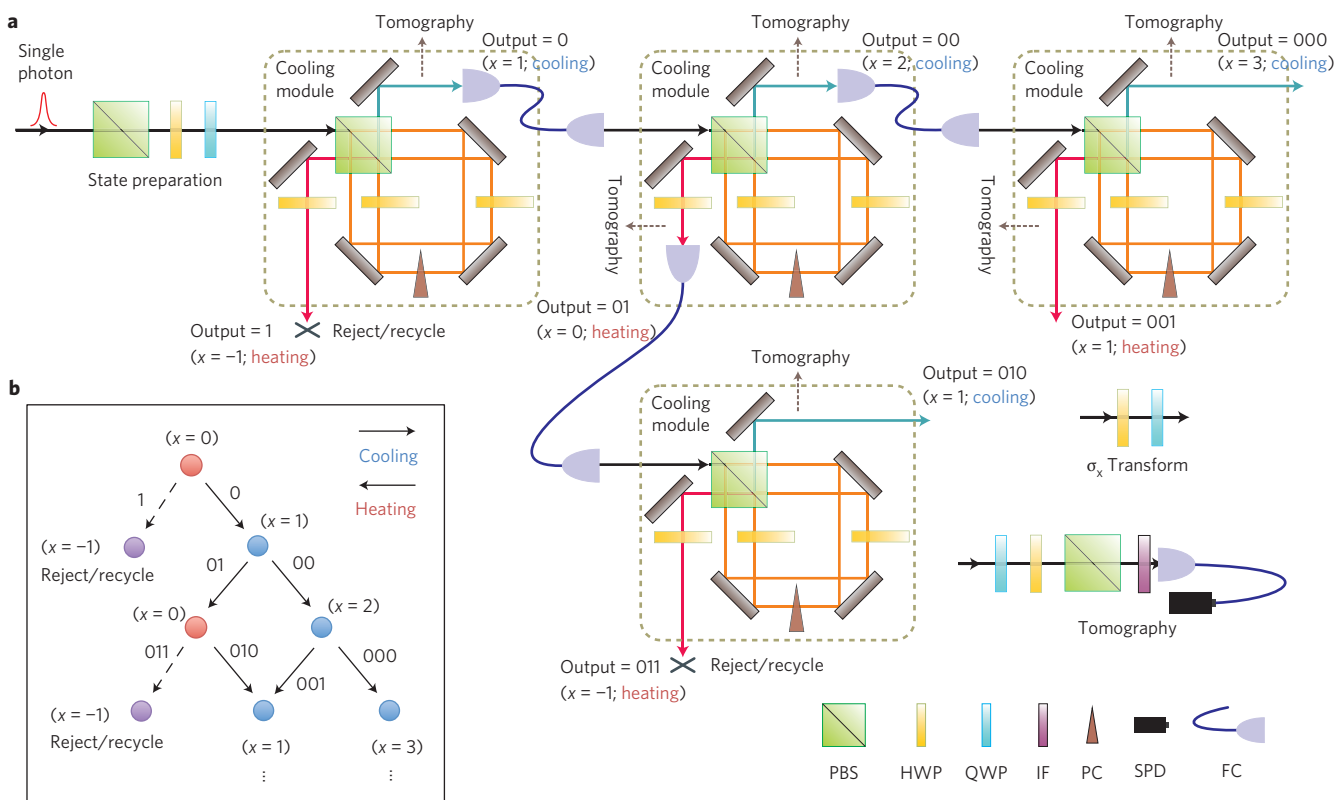 a
Single
photon
State preparation
Cooling
module
Tomography
Output = 0
(x = 1; cooling)
Output = 1
(x = −1; heating)
Reject/recycle
Cooling
module
Tomography
Output = 00
(x = 2; cooling)
Tomography
Output = 01
(x = 0; heating)
Cooling
module
Tomography
Output = 000
(x = 3; cooling)
Tomography
Output = 001
(x = 1; heating)
Cooling
module
Tomography
Output = 010
(x = 1; cooling)
Output = 011
(x = −1; heating)
Reject/recycle
σx Transform
Tomography
PBS
HWP
QWP
IF
PC
SPD
FC
b
(x = 0)
Cooling
Heating
1
0
(x = −1)
Reject/recycle
(x = 1)
01
00
(x = 0)
(x = 2)
011
010
001
000
(x = −1)
Reject/recycle
(x = 1)
(x = 3)
...
...